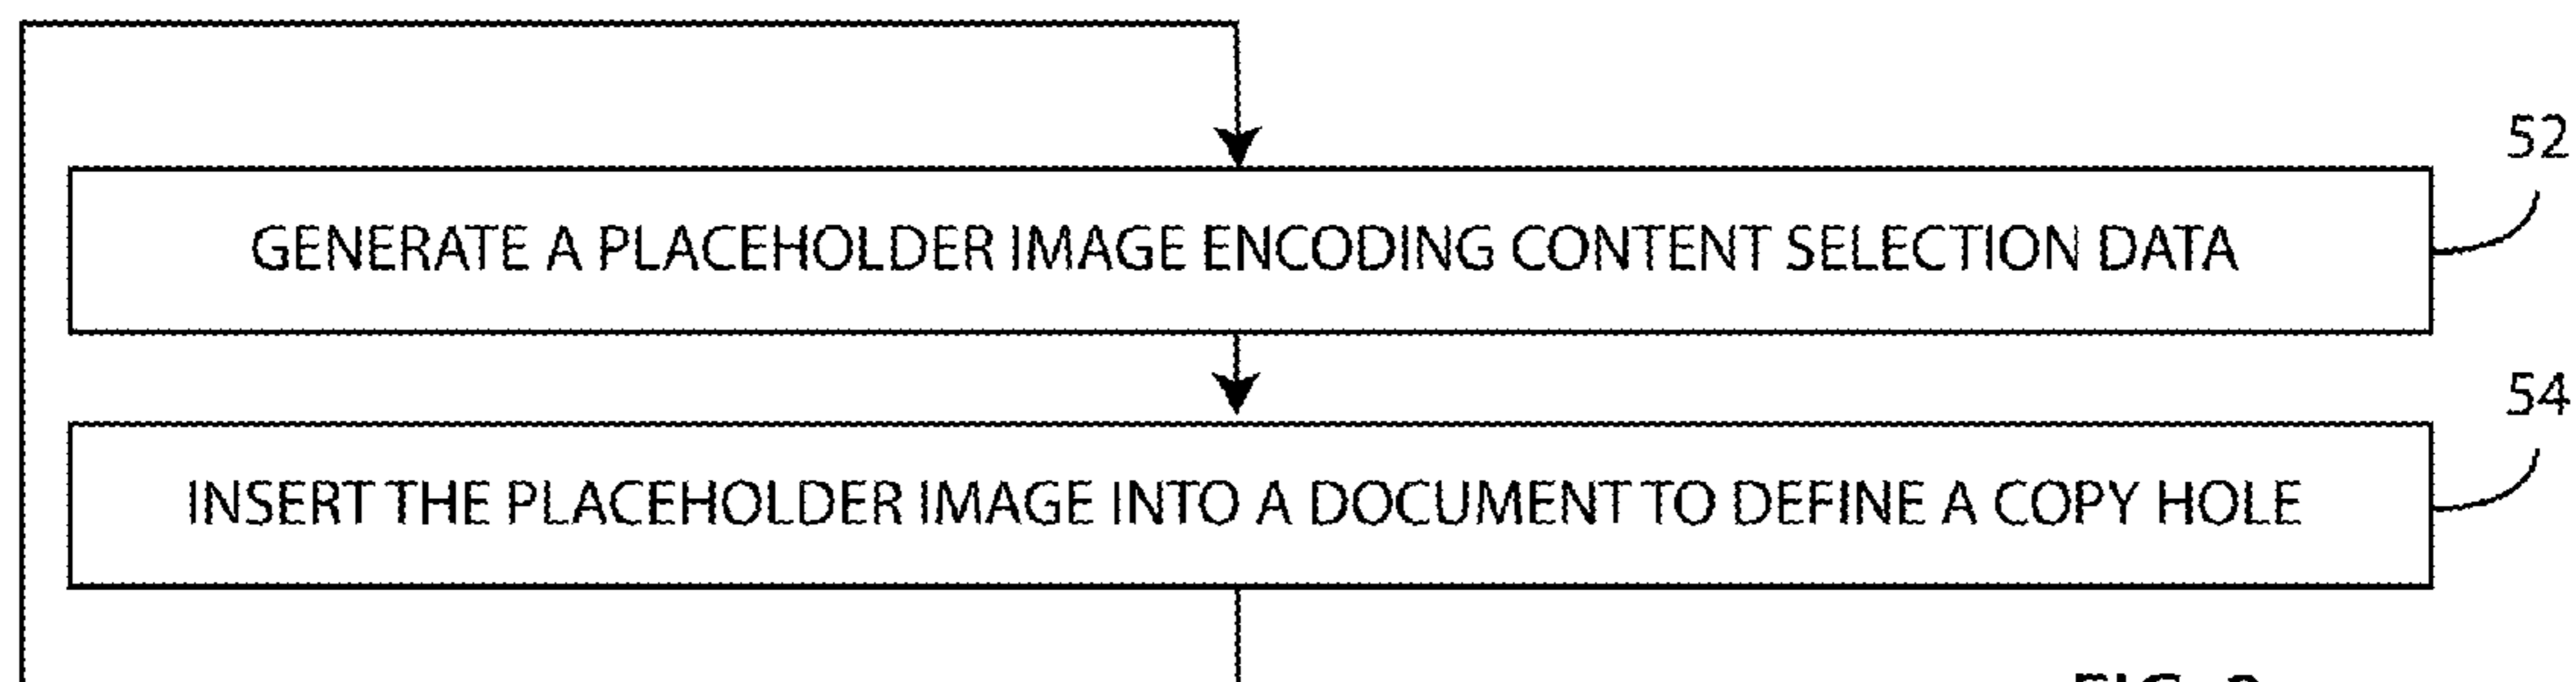 52
GENERATE A PLACEHOLDER IMAGE ENCODING CONTENT SELECTION DATA
54
INSERT THE PLACEHOLDER IMAGE INTO A DOCUMENT TO DEFINE A COPY HOLE